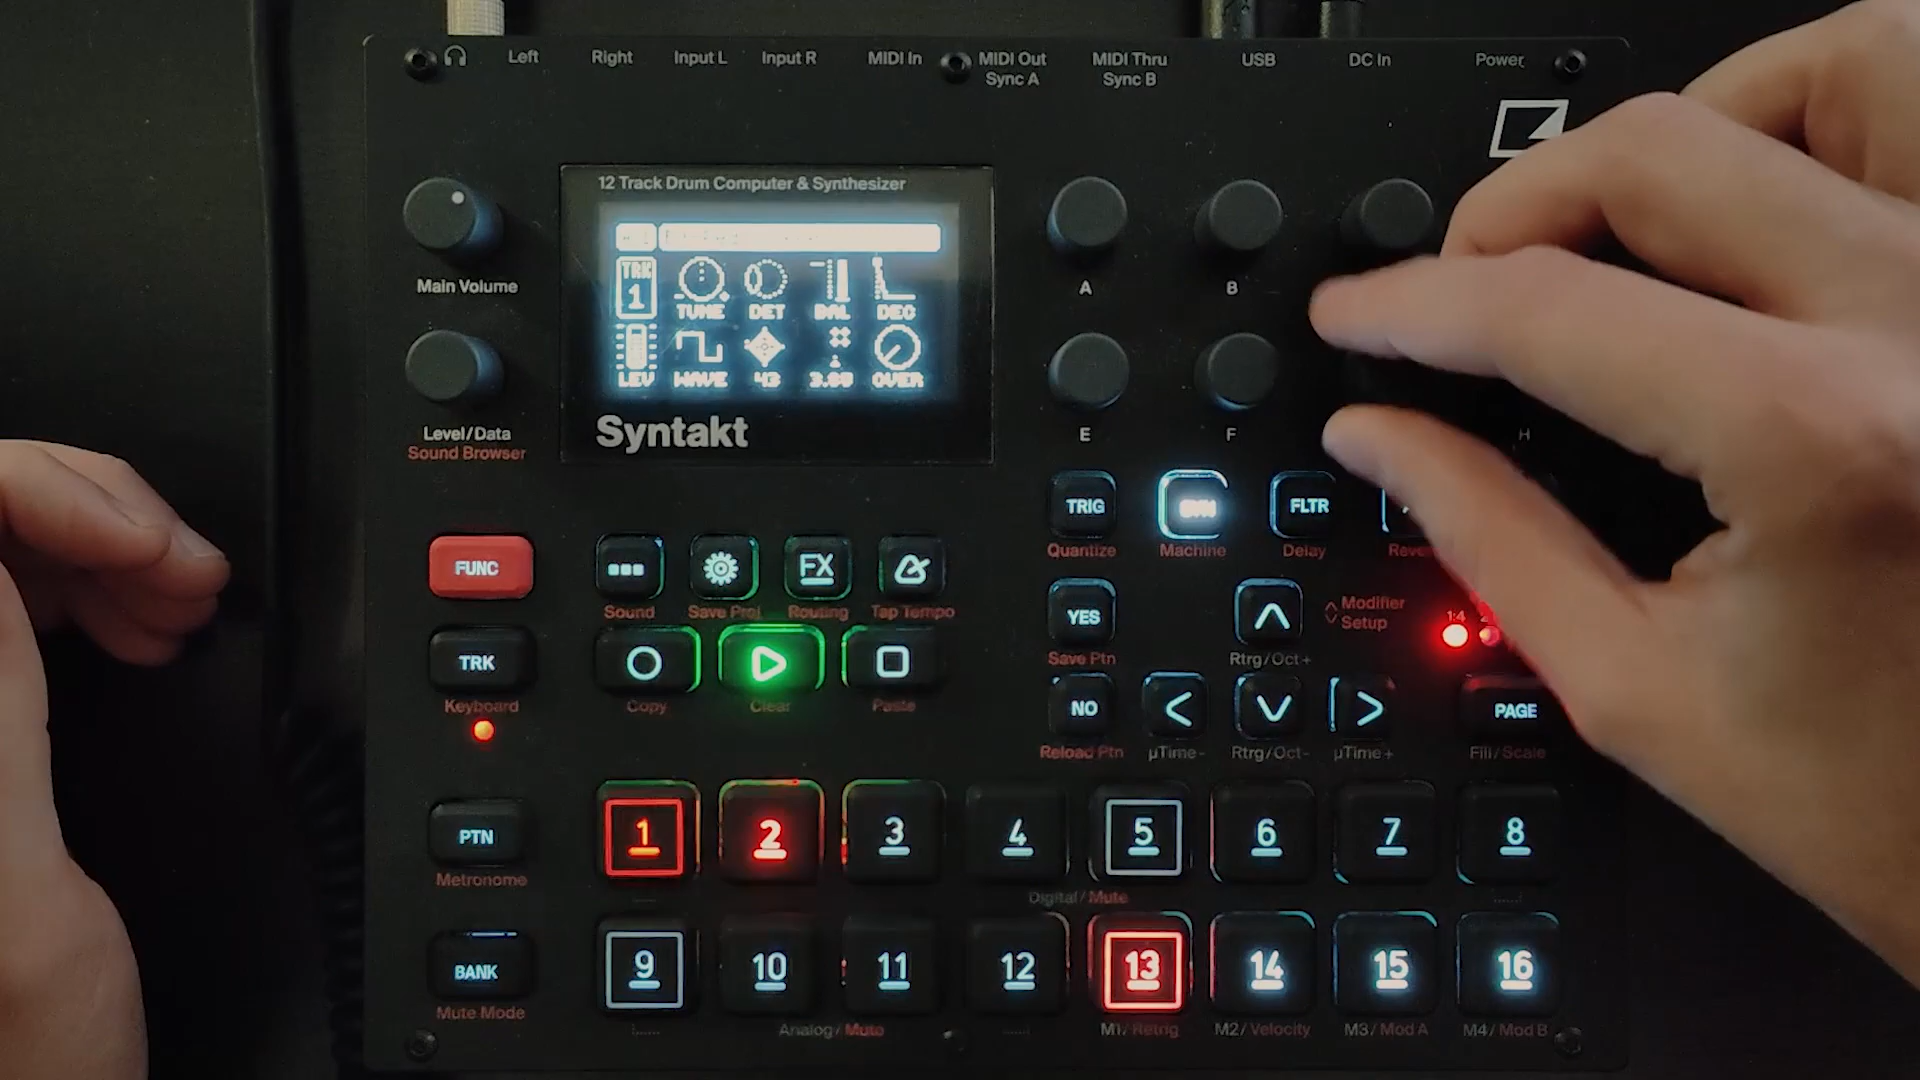 Left Right Input L Input R MIDI In MIDI Out MIDI Thru USB DC In Power
Sync A Sync B
12 Track Drum Computer & Synthesizer
TRK
1
TUNE DET BAL DEC
LEV WAVE 43 OVER
Syntakt
Main Volume
Level/Data
Sound Browser
A B
E F H
TRIG SYN FLTR
Quantize Machine Delay
FUNC
FX
Sound Save Proj Routing Tap Tempo
YES
Modifier
Setup
1:4
Save Ptn Rtrg/Oct+
TRK
Keyboard
Copy Clear Paste
NO PAGE
Reload Ptn µTime- Rtrg/Oct- µTime+ Fill/Scale
PTN
Metronome
1 2 3 4 5 6 7 8
Digital/Mute
BANK
Mute Mode
9 10 11 12 13 14 15 16
Analog/Mute M1/Retrig M2/Velocity M3/Mod A M4/Mod B